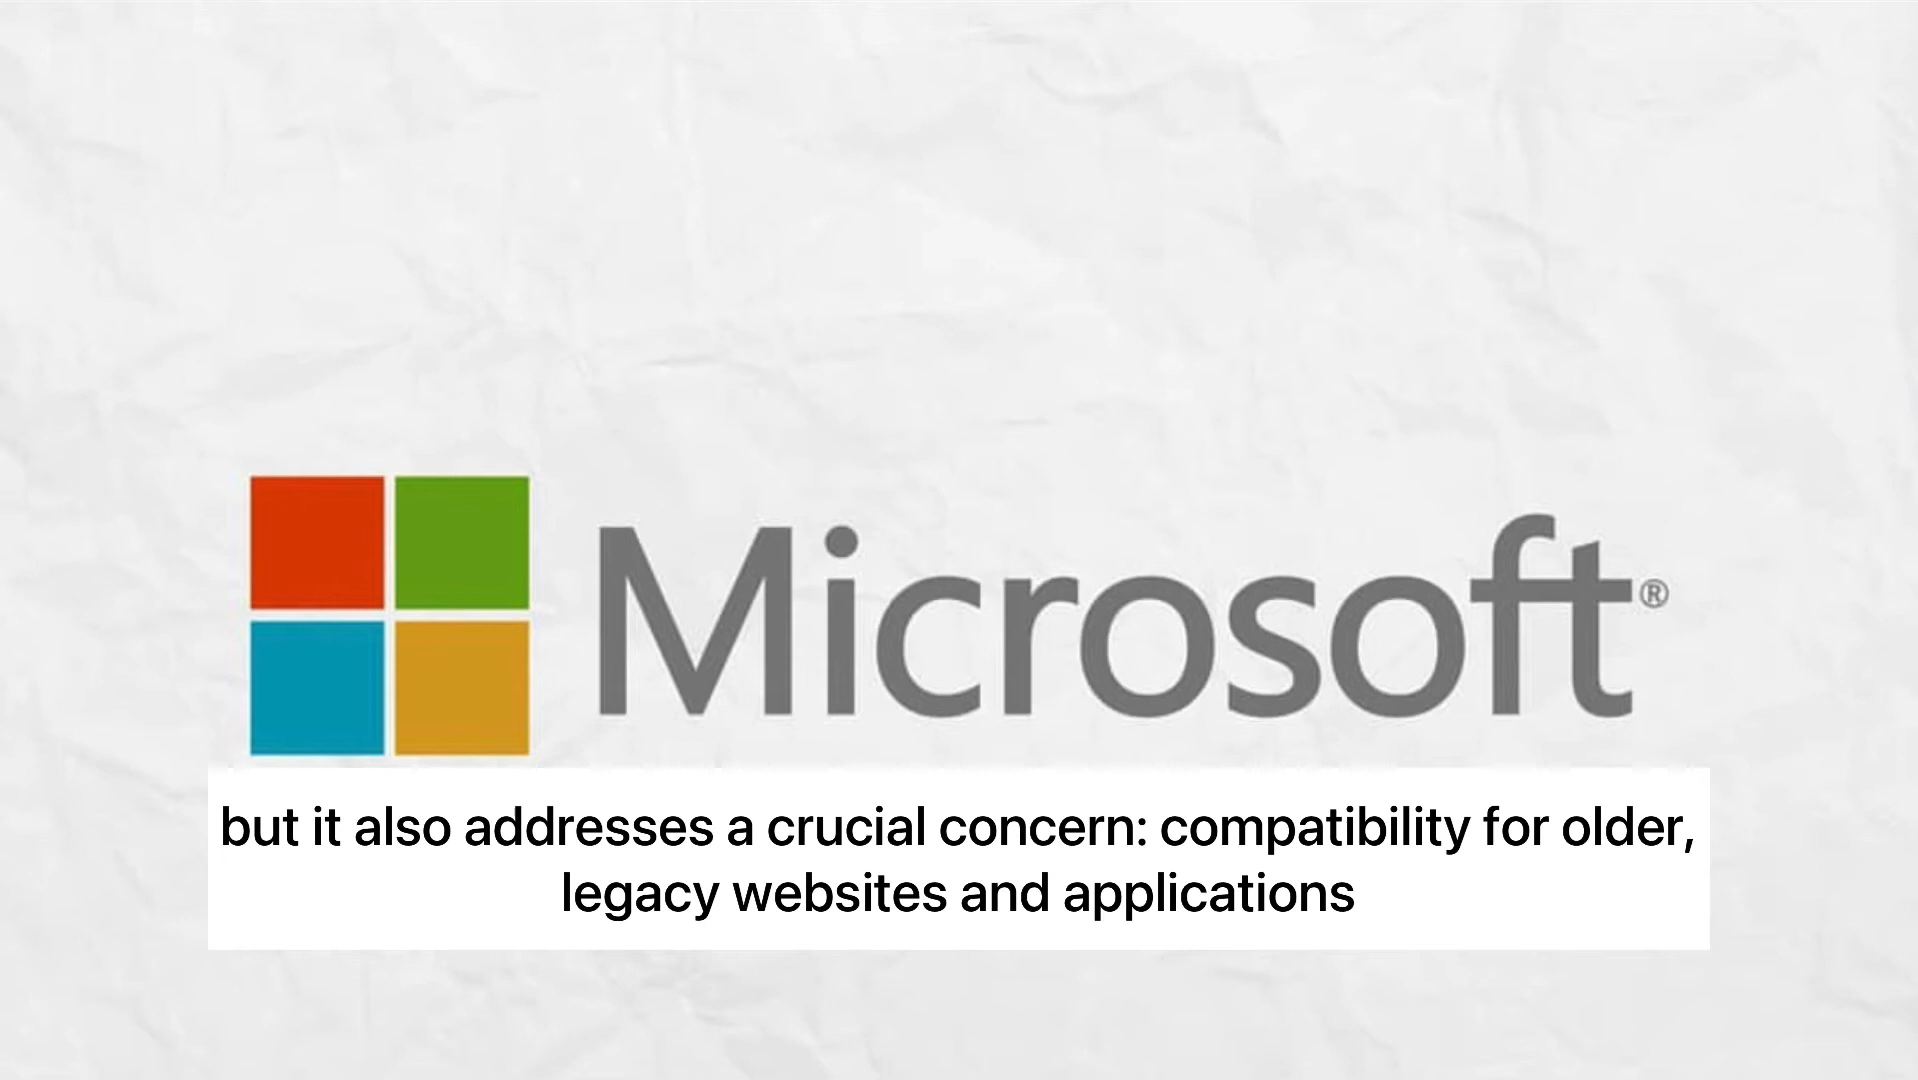 Microsoft®
but it also addresses a crucial concern: compatibility for older,
legacy websites and applications